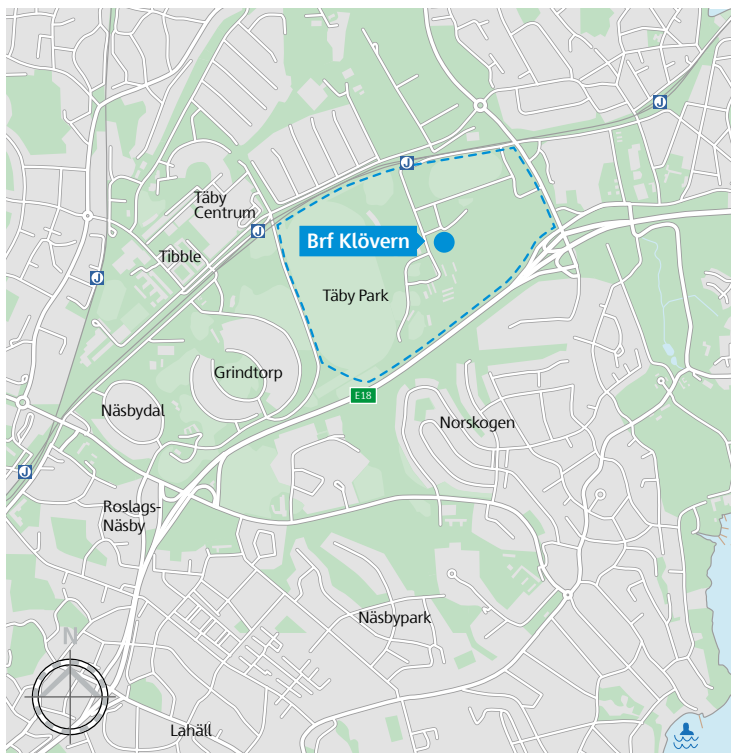 J
J
Täby
Centrum
J
Brf Klövern
Tibble
J
Täby Park
Grindtorp
E18
Näsbydal
Norskogen
J
Roslags-
Näsby
Näsbypark
N
Lahäll